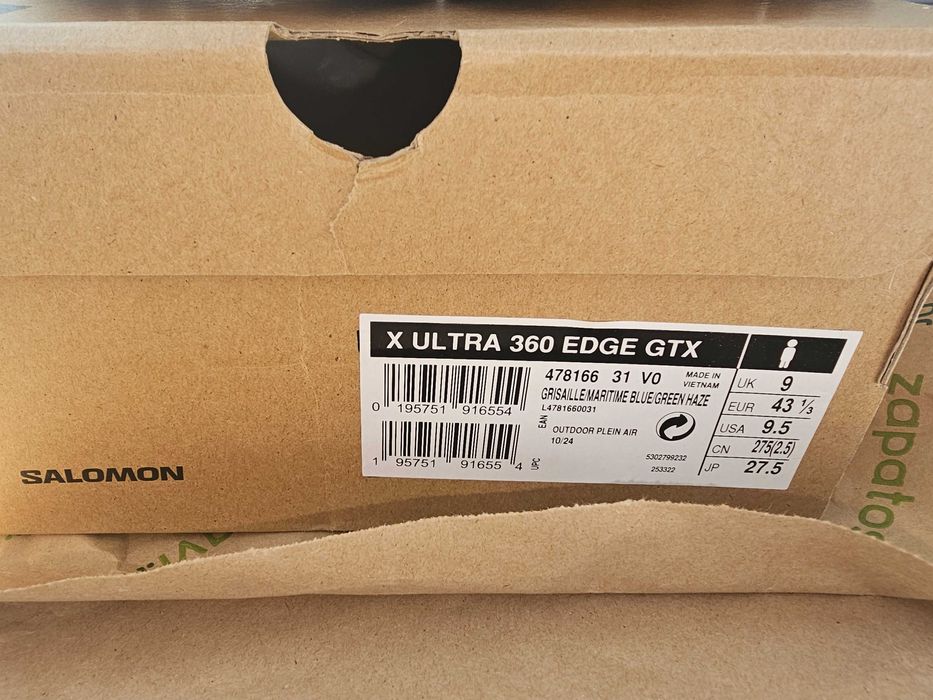 X ULTRA 360 EDGE GTX
478166 31 V0
MADE IN
VIETNAM
GRISAILLE/MARITIME BLUE/GREEN HAZE
L4781660031
0 195751 916554
EAN
OUTDOOR PLEIN AIR
10/24
1 95751 91655 4
UPC
5302799232
253322
UK 9
EUR 43 1/3
USA 9.5
CN 275(2.5)
JP 27.5
SALOMON
zapatos